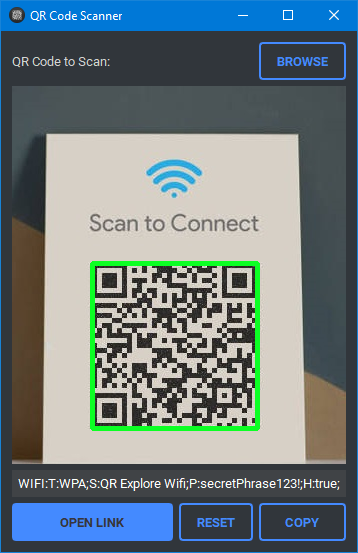 QR Code Scanner
QR Code to Scan:
BROWSE
Scan to Connect
WIFI:T:WPA;S:QR Explore Wifi;P:secretPhrase123!;H:true;
OPEN LINK
RESET
COPY